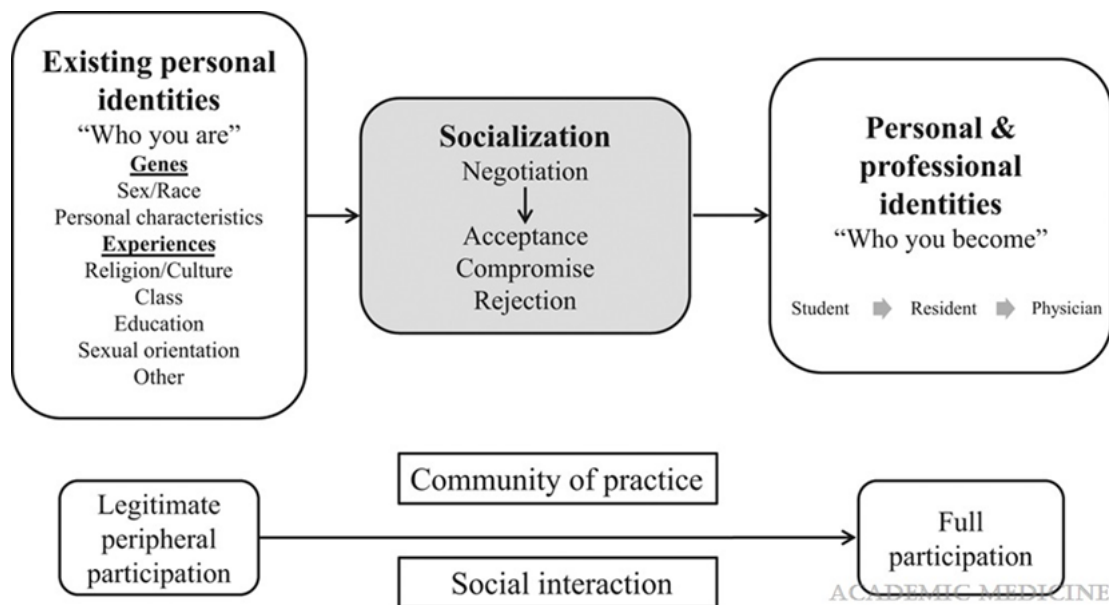 Existing personal
identities
“Who you are”
Genes
Sex/Race
Personal characteristics
Experiences
Religion/Culture
Class
Education
Sexual orientation
Other
Socialization
Negotiation
Acceptance
Compromise
Rejection
Personal &
professional
identities
“Who you become”
Student Resident Physician
Legitimate
peripheral
participation
Community of practice
Social interaction
Full
participation
ACADEMIC MEDICINE